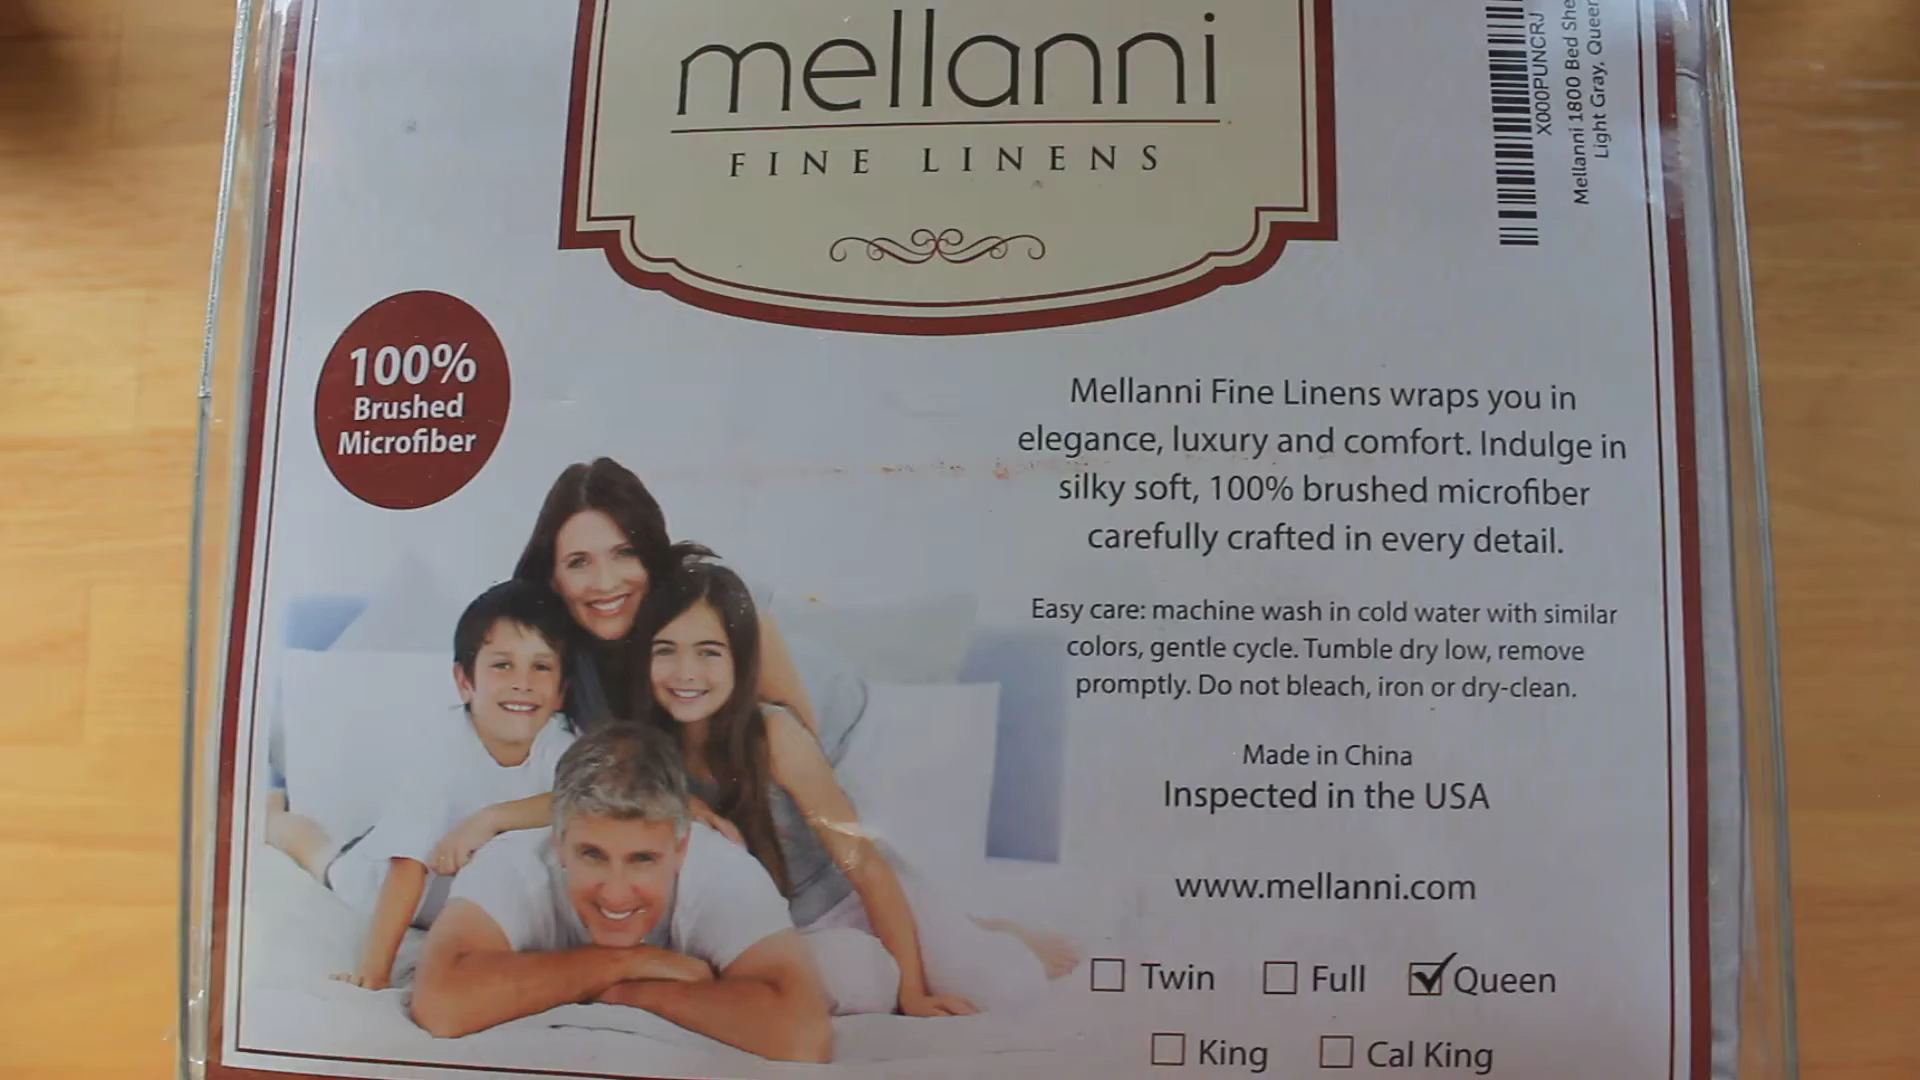 mellanni
FINE LINENS
X000PUNCRJ
Mellanni 1800 Bed She
Light Gray, Queen
100%
Brushed
Microfiber
Mellanni Fine Linens wraps you in
elegance, luxury and comfort. Indulge in
silky soft, 100% brushed microfiber
carefully crafted in every detail.
Easy care: machine wash in cold water with similar
colors, gentle cycle. Tumble dry low, remove
promptly. Do not bleach, iron or dry-clean.
Made in China
Inspected in the USA
www.mellanni.com
Twin Full Queen
King Cal King